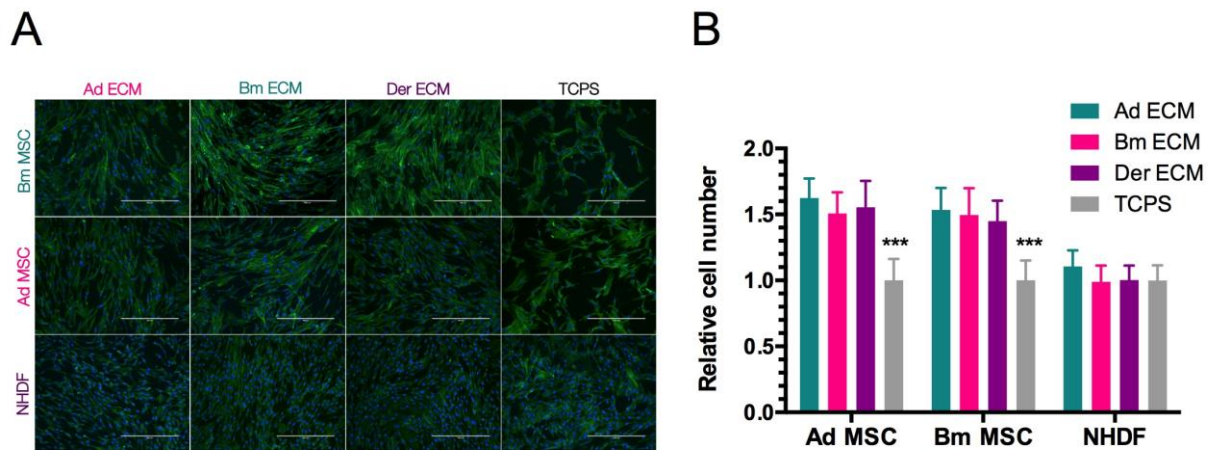 A
Ad ECM Bm ECM Der ECM TCPS
Bm MSC
Ad MSC
NHDF
B
Ad ECM
Bm ECM
Der ECM
TCPS
Relative cell number
2.0
1.5
1.0
0.5
0.0
***
***
Ad MSC Bm MSC NHDF